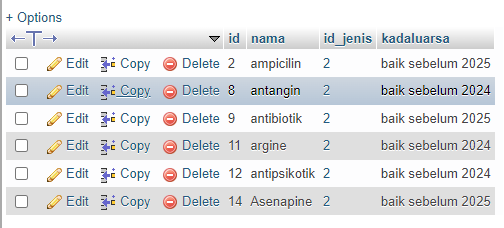 + Options
id nama id_jenis kadaluarsa
Edit Copy Delete 2 ampicilin 2 baik sebelum 2025
Edit Copy Delete 8 antangin 2 baik sebelum 2024
Edit Copy Delete 9 antibiotik 2 baik sebelum 2025
Edit Copy Delete 11 argine 2 baik sebelum 2024
Edit Copy Delete 12 antipsikotik 2 baik sebelum 2024
Edit Copy Delete 14 Asenapine 2 baik sebelum 2025